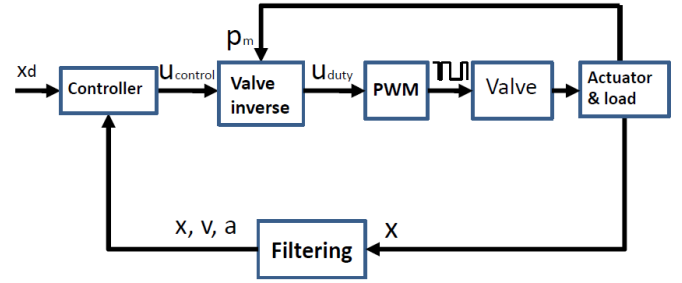 pm
xd
ucontrol
uduty
Controller
Valve
inverse
PWM
Valve
Actuator
& load
x, v, a
Filtering
x